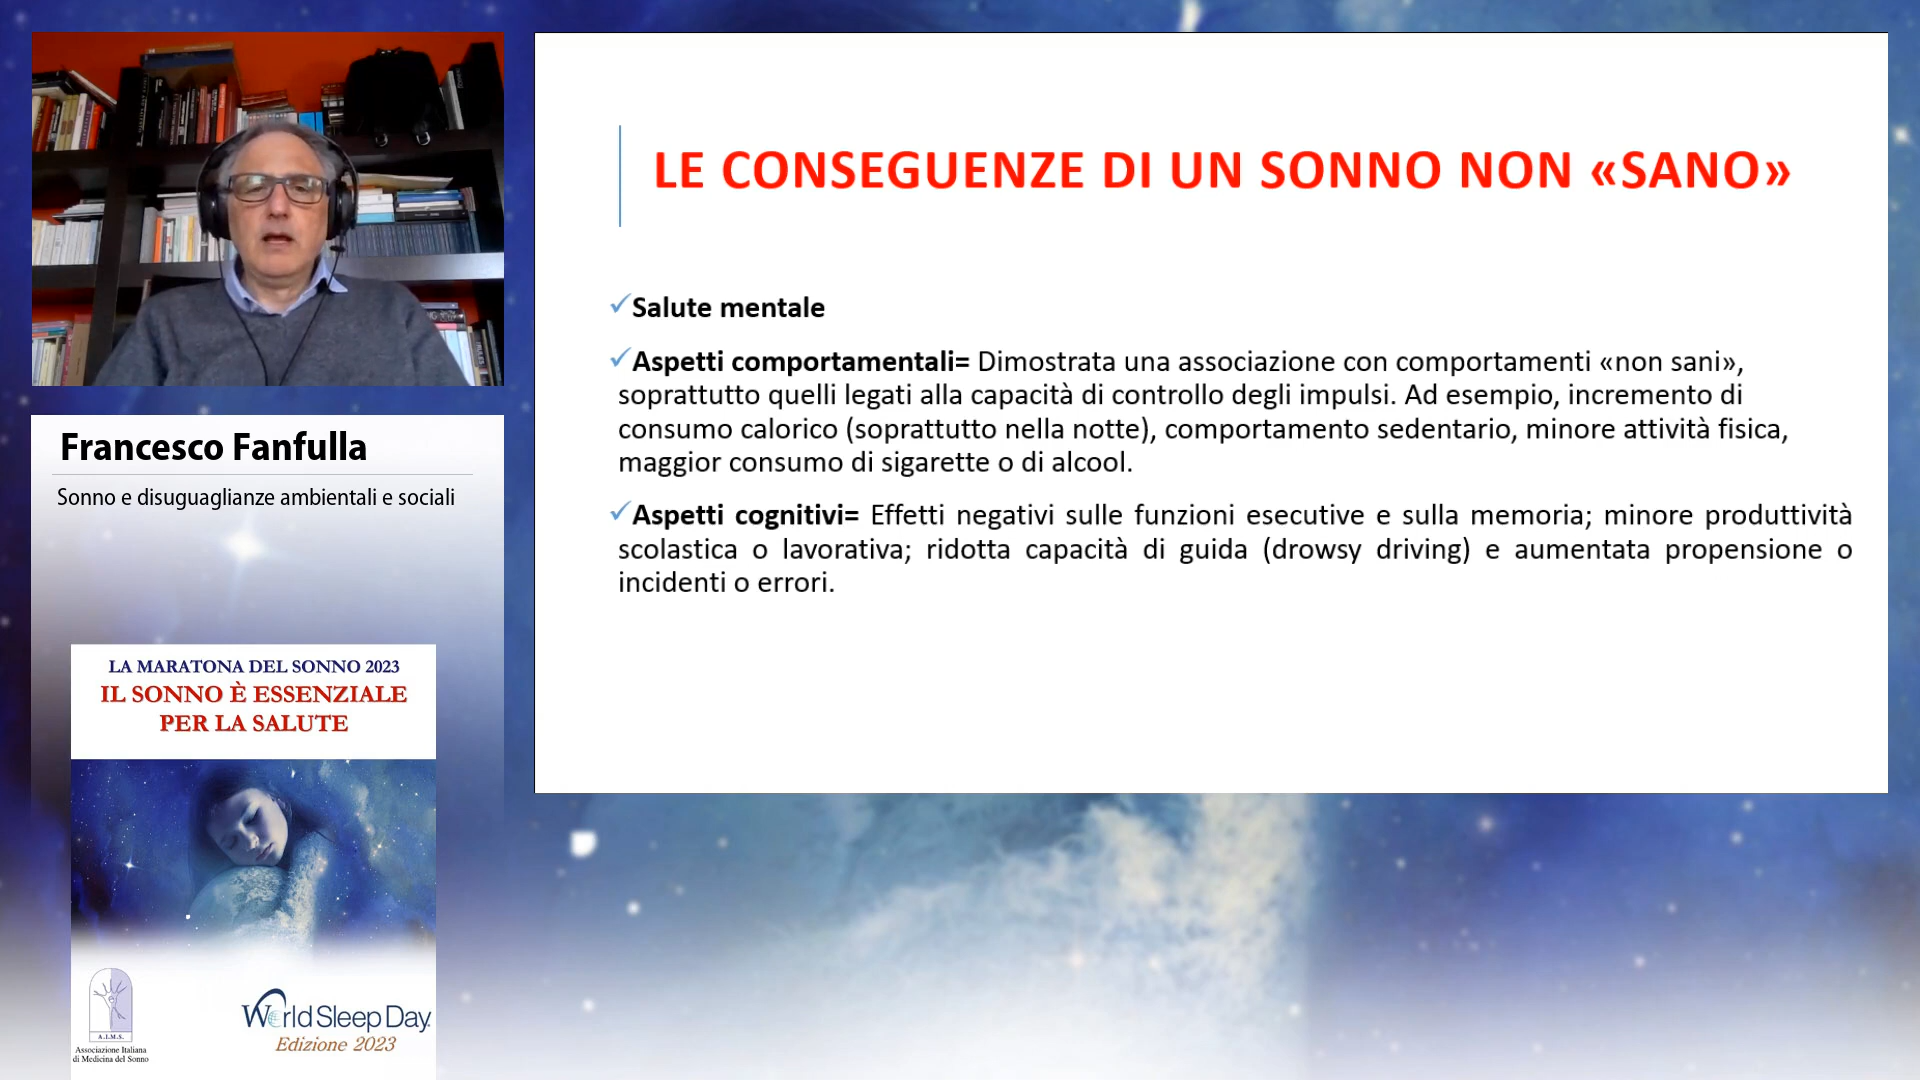 LE CONSEGUENZE DI UN SONNO NON «SANO»
✓Salute mentale
✓Aspetti comportamentali= Dimostrata una associazione con comportamenti «non sani»,
soprattutto quelli legati alla capacità di controllo degli impulsi. Ad esempio, incremento di
consumo calorico (soprattutto nella notte), comportamento sedentario, minore attività fisica,
maggior consumo di sigarette o di alcool.
✓Aspetti cognitivi= Effetti negativi sulle funzioni esecutive e sulla memoria; minore produttività
scolastica o lavorativa; ridotta capacità di guida (drowsy driving) e aumentata propensione o
incidenti o errori.
Francesco Fanfulla
Sonno e disuguaglianze ambientali e sociali
LA MARATONA DEL SONNO 2023
IL SONNO È ESSENZIALE
PER LA SALUTE
A.I.M.S.
Associazione Italiana
di Medicina del Sonno
World Sleep Day.
Edizione 2023